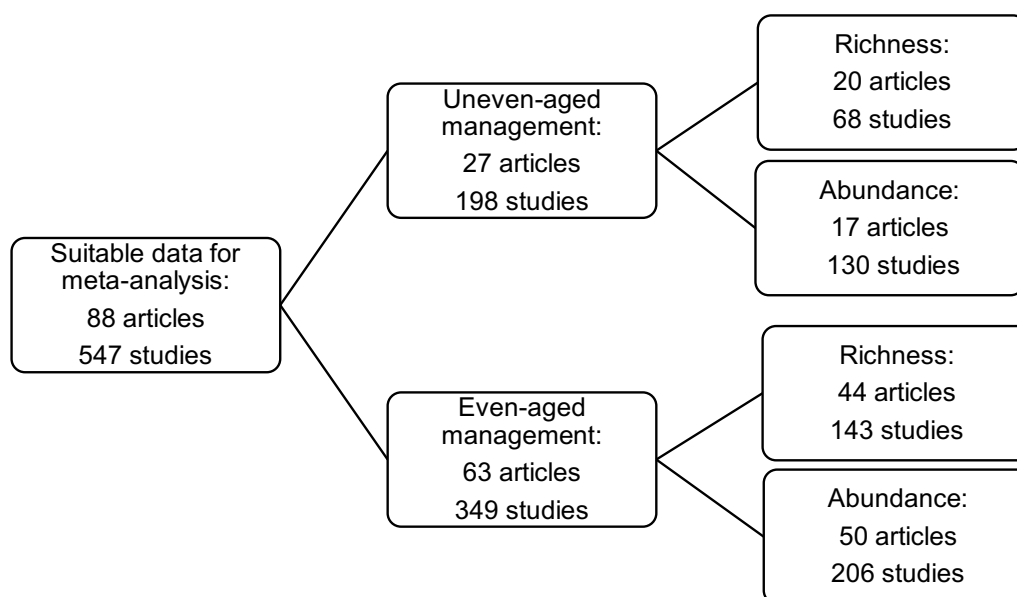 Suitable data for
meta-analysis:
88 articles
547 studies
Uneven-aged
management:
27 articles
198 studies
Richness:
20 articles
68 studies
Abundance:
17 articles
130 studies
Even-aged
management:
63 articles
349 studies
Richness:
44 articles
143 studies
Abundance:
50 articles
206 studies